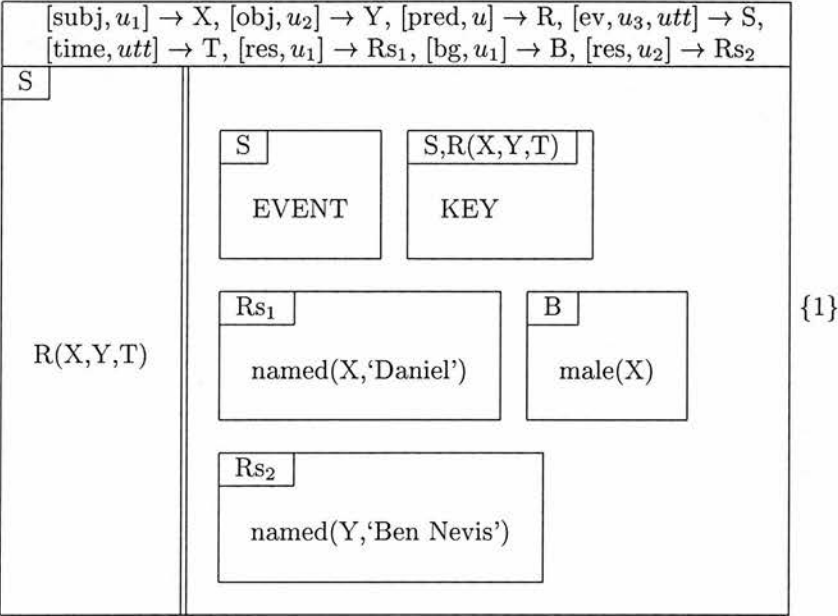 [subj, u₁] → X, [obj, u₂] → Y, [pred, u] → R, [ev, u₃, utt] → S,
[time, utt] → T, [res, u₁] → Rs₁, [bg, u₁] → B, [res, u₂] → Rs₂
S
S
S,R(X,Y,T)
EVENT
KEY
Rs₁
B
{1}
R(X,Y,T)
named(X,‘Daniel’)
male(X)
Rs₂
named(Y,‘Ben Nevis’)